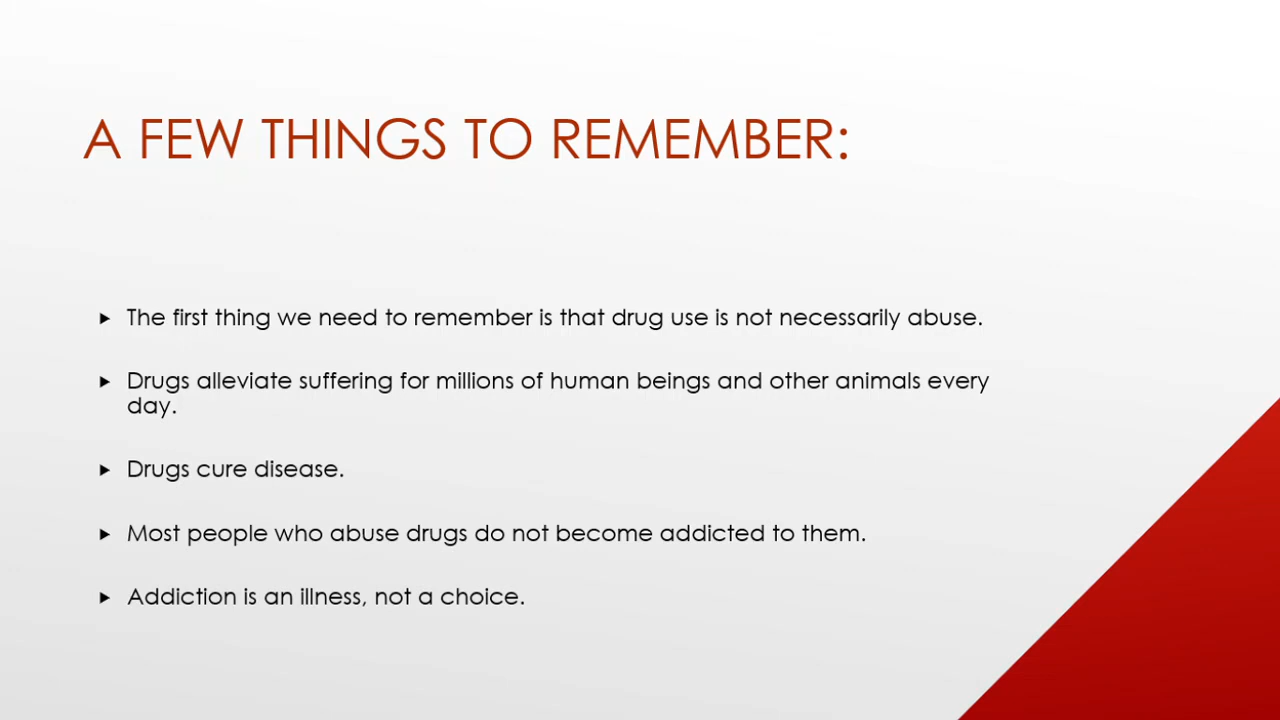 A FEW THINGS TO REMEMBER:
The first thing we need to remember is that drug use is not necessarily abuse.
Drugs alleviate suffering for millions of human beings and other animals every
day.
Drugs cure disease.
Most people who abuse drugs do not become addicted to them.
Addiction is an illness, not a choice.